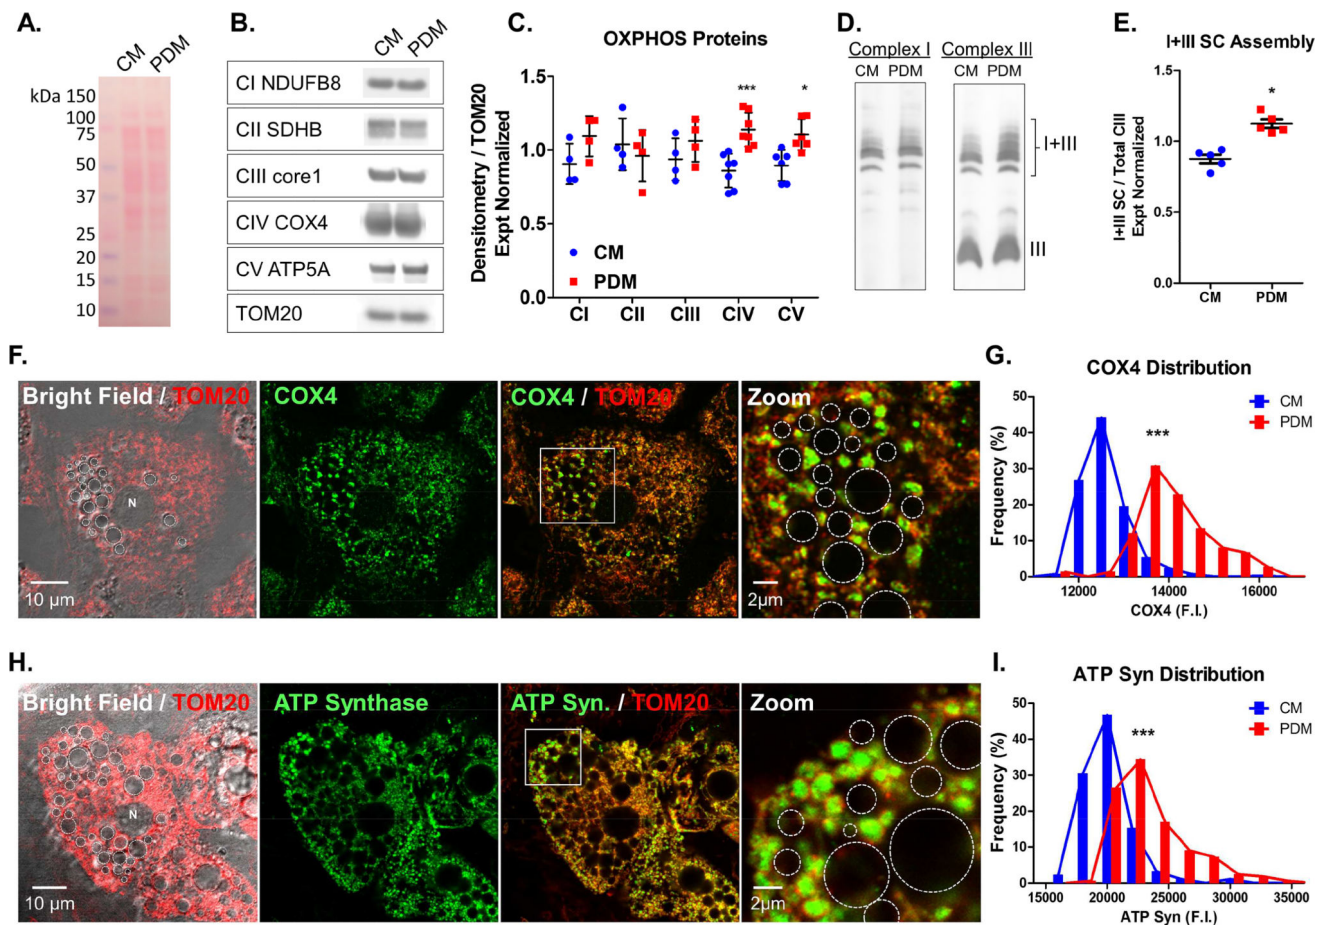 A.
CM PDM
kDa 150
100
75
50
37
25
20
15
10
B.
CM PDM
CI NDUFB8
CII SDHB
CIII core1
CIV COX4
CV ATP5A
TOM20
C.
OXPHOS Proteins
Densitometry / TOM20
Expt Normalized
1.5
1.0
0.5
0.0
***
*
CM
PDM
CI CII CIII CIV CV
D.
Complex I Complex III
CM PDM CM PDM
I+III
III
E.
I+III SC Assembly
I+III SC / Total CIII
Expt Normalized
1.5
1.0
0.5
0.0
*
CM PDM
F.
Bright Field / TOM20
N
10 µm
COX4
COX4 / TOM20
Zoom
2µm
G.
COX4 Distribution
Frequency (%)
50
40
30
20
10
0
***
CM
PDM
12000 14000 16000
COX4 (F.I.)
H.
Bright Field / TOM20
N
10 µm
ATP Synthase
ATP Syn. / TOM20
Zoom
2µm
I.
ATP Syn Distribution
Frequency (%)
50
40
30
20
10
0
***
CM
PDM
15000 20000 25000 30000 35000
ATP Syn (F.I.)